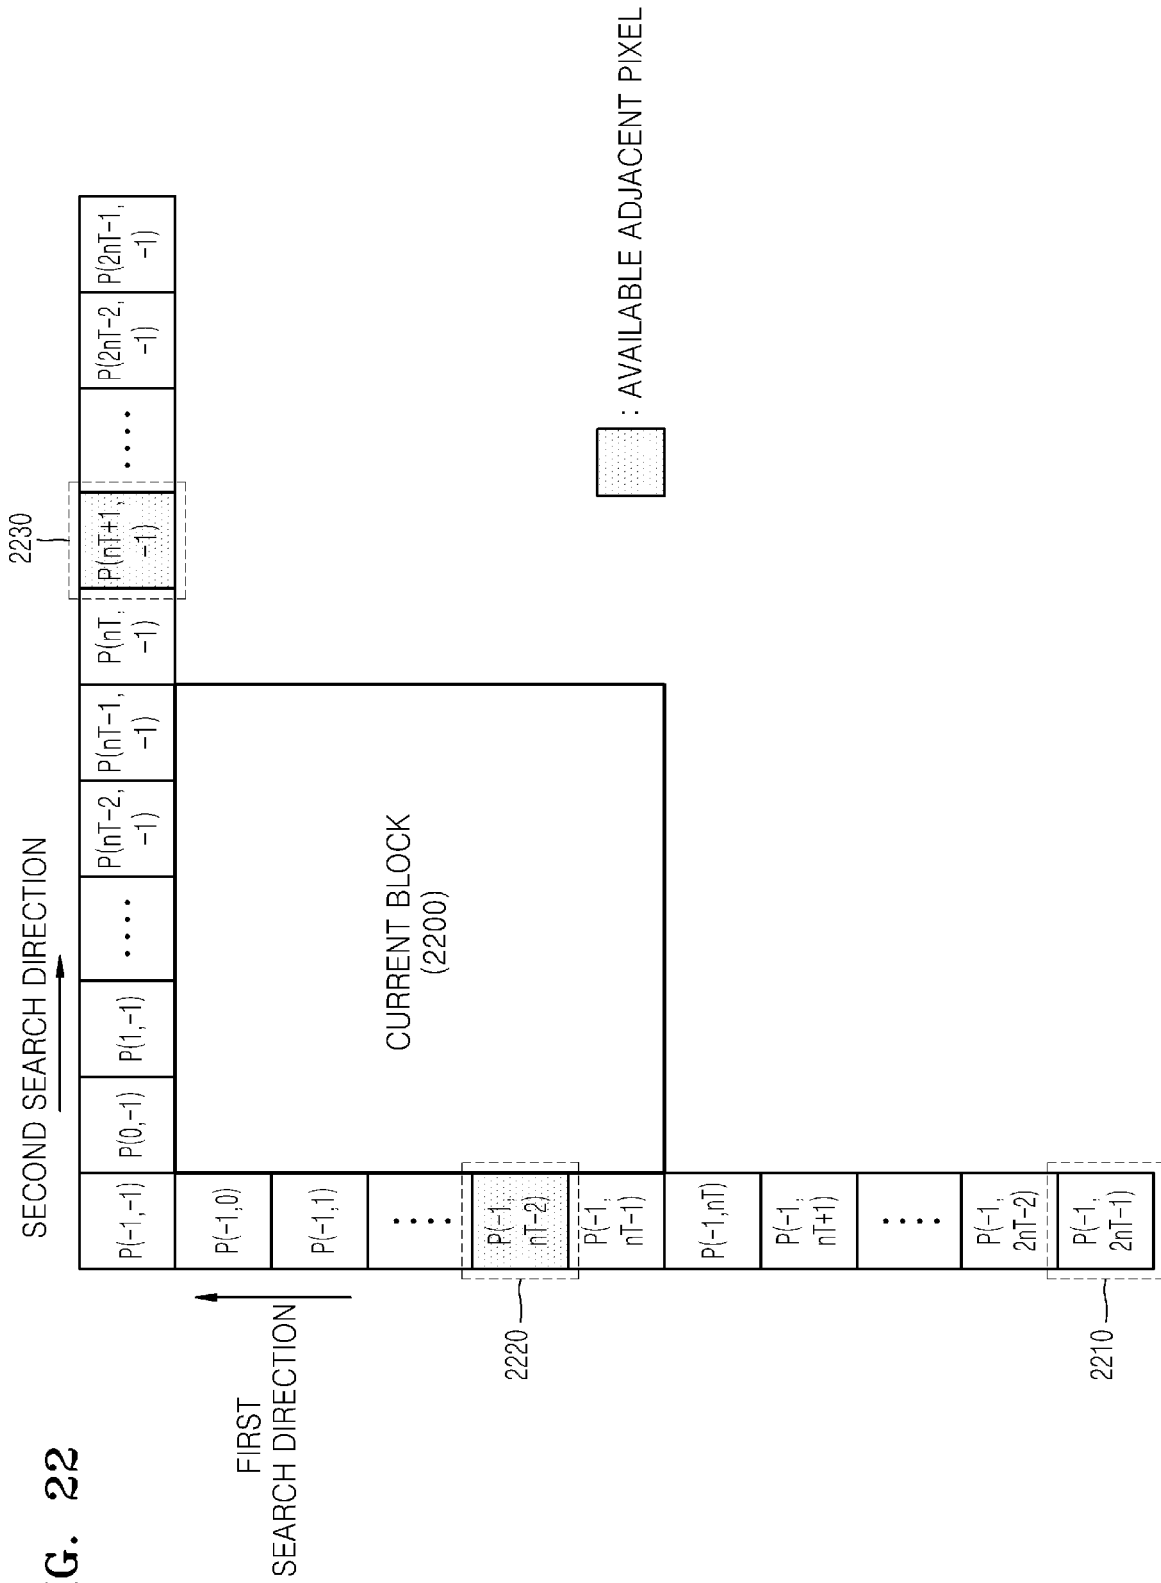 G. 22
SECOND SEARCH DIRECTION
2230
P(-1,-1)
P(0,-1)
P(1,-1)
....
P(nT-2,
-1)
P(nT-1,
-1)
P(nT,
-1)
P(nT+1,
-1)
....
P(2nT-2,
-1)
P(2nT-1,
-1)
FIRST
SEARCH DIRECTION
P(-1,0)
P(-1,1)
....
P(-1,
nT-2)
2220
P(-1,
nT-1)
P(-1,nT)
P(-1,
nT+1)
....
P(-1,
2nT-2)
P(-1,
2nT-1)
2210
CURRENT BLOCK
(2200)
: AVAILABLE ADJACENT PIXEL